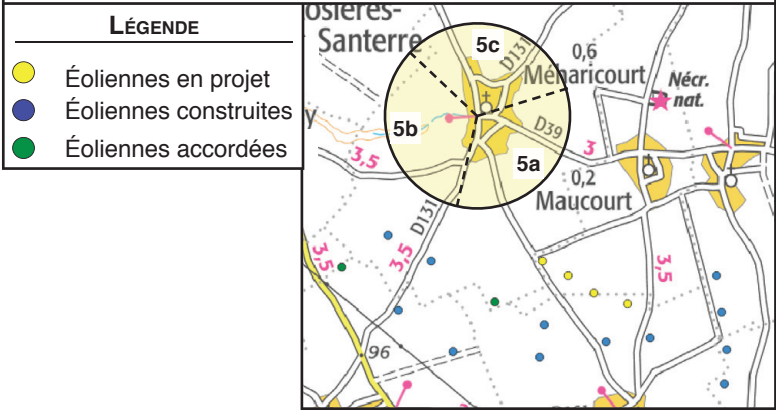 LÉGENDE
Éoliennes en projet
Éoliennes construites
Éoliennes accordées
osières-
Santerre
5c
D131
0,6
Méharicourt
Nécr.
nat.
y
5b
3,5
D39
3
5a
0,2
Maucourt
D131
3,5
3,5
3,5
96